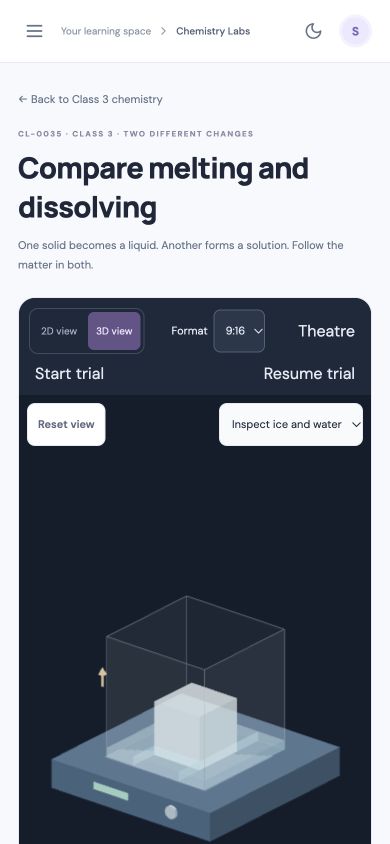 Your learning space > Chemistry Labs
S
← Back to Class 3 chemistry
CL-0035 · CLASS 3 · TWO DIFFERENT CHANGES
Compare melting and
dissolving
One solid becomes a liquid. Another forms a solution. Follow the
matter in both.
2D view 3D view Format 9:16 Theatre
Start trial Resume trial
Reset view Inspect ice and water